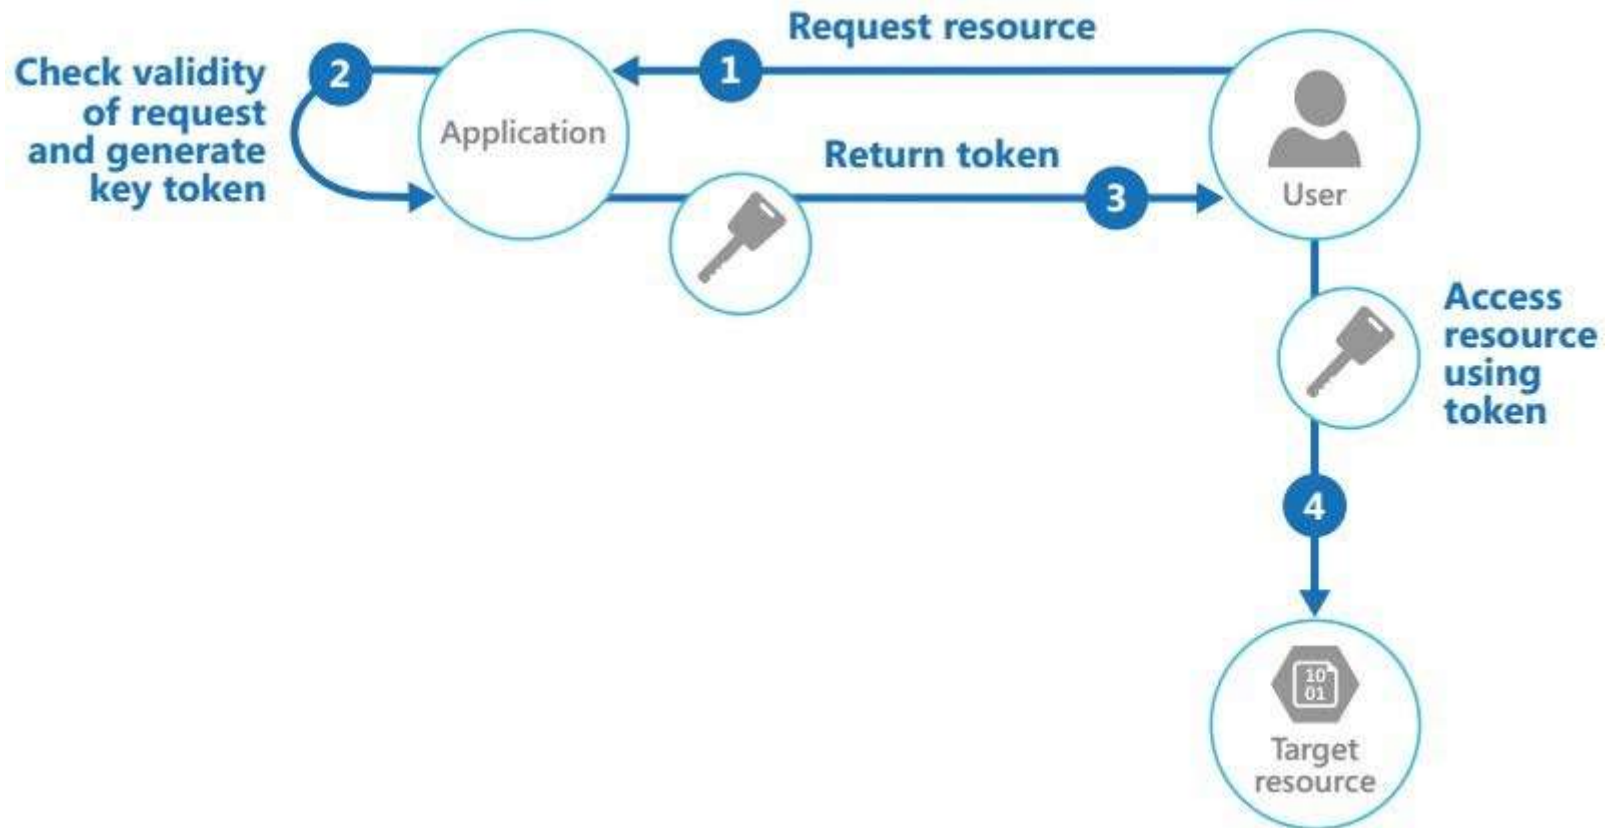 Request resource
1
2
Check validity
of request
and generate
key token
Application
Return token
3
User
Access
resource
using
token
4
10
01
Target
resource